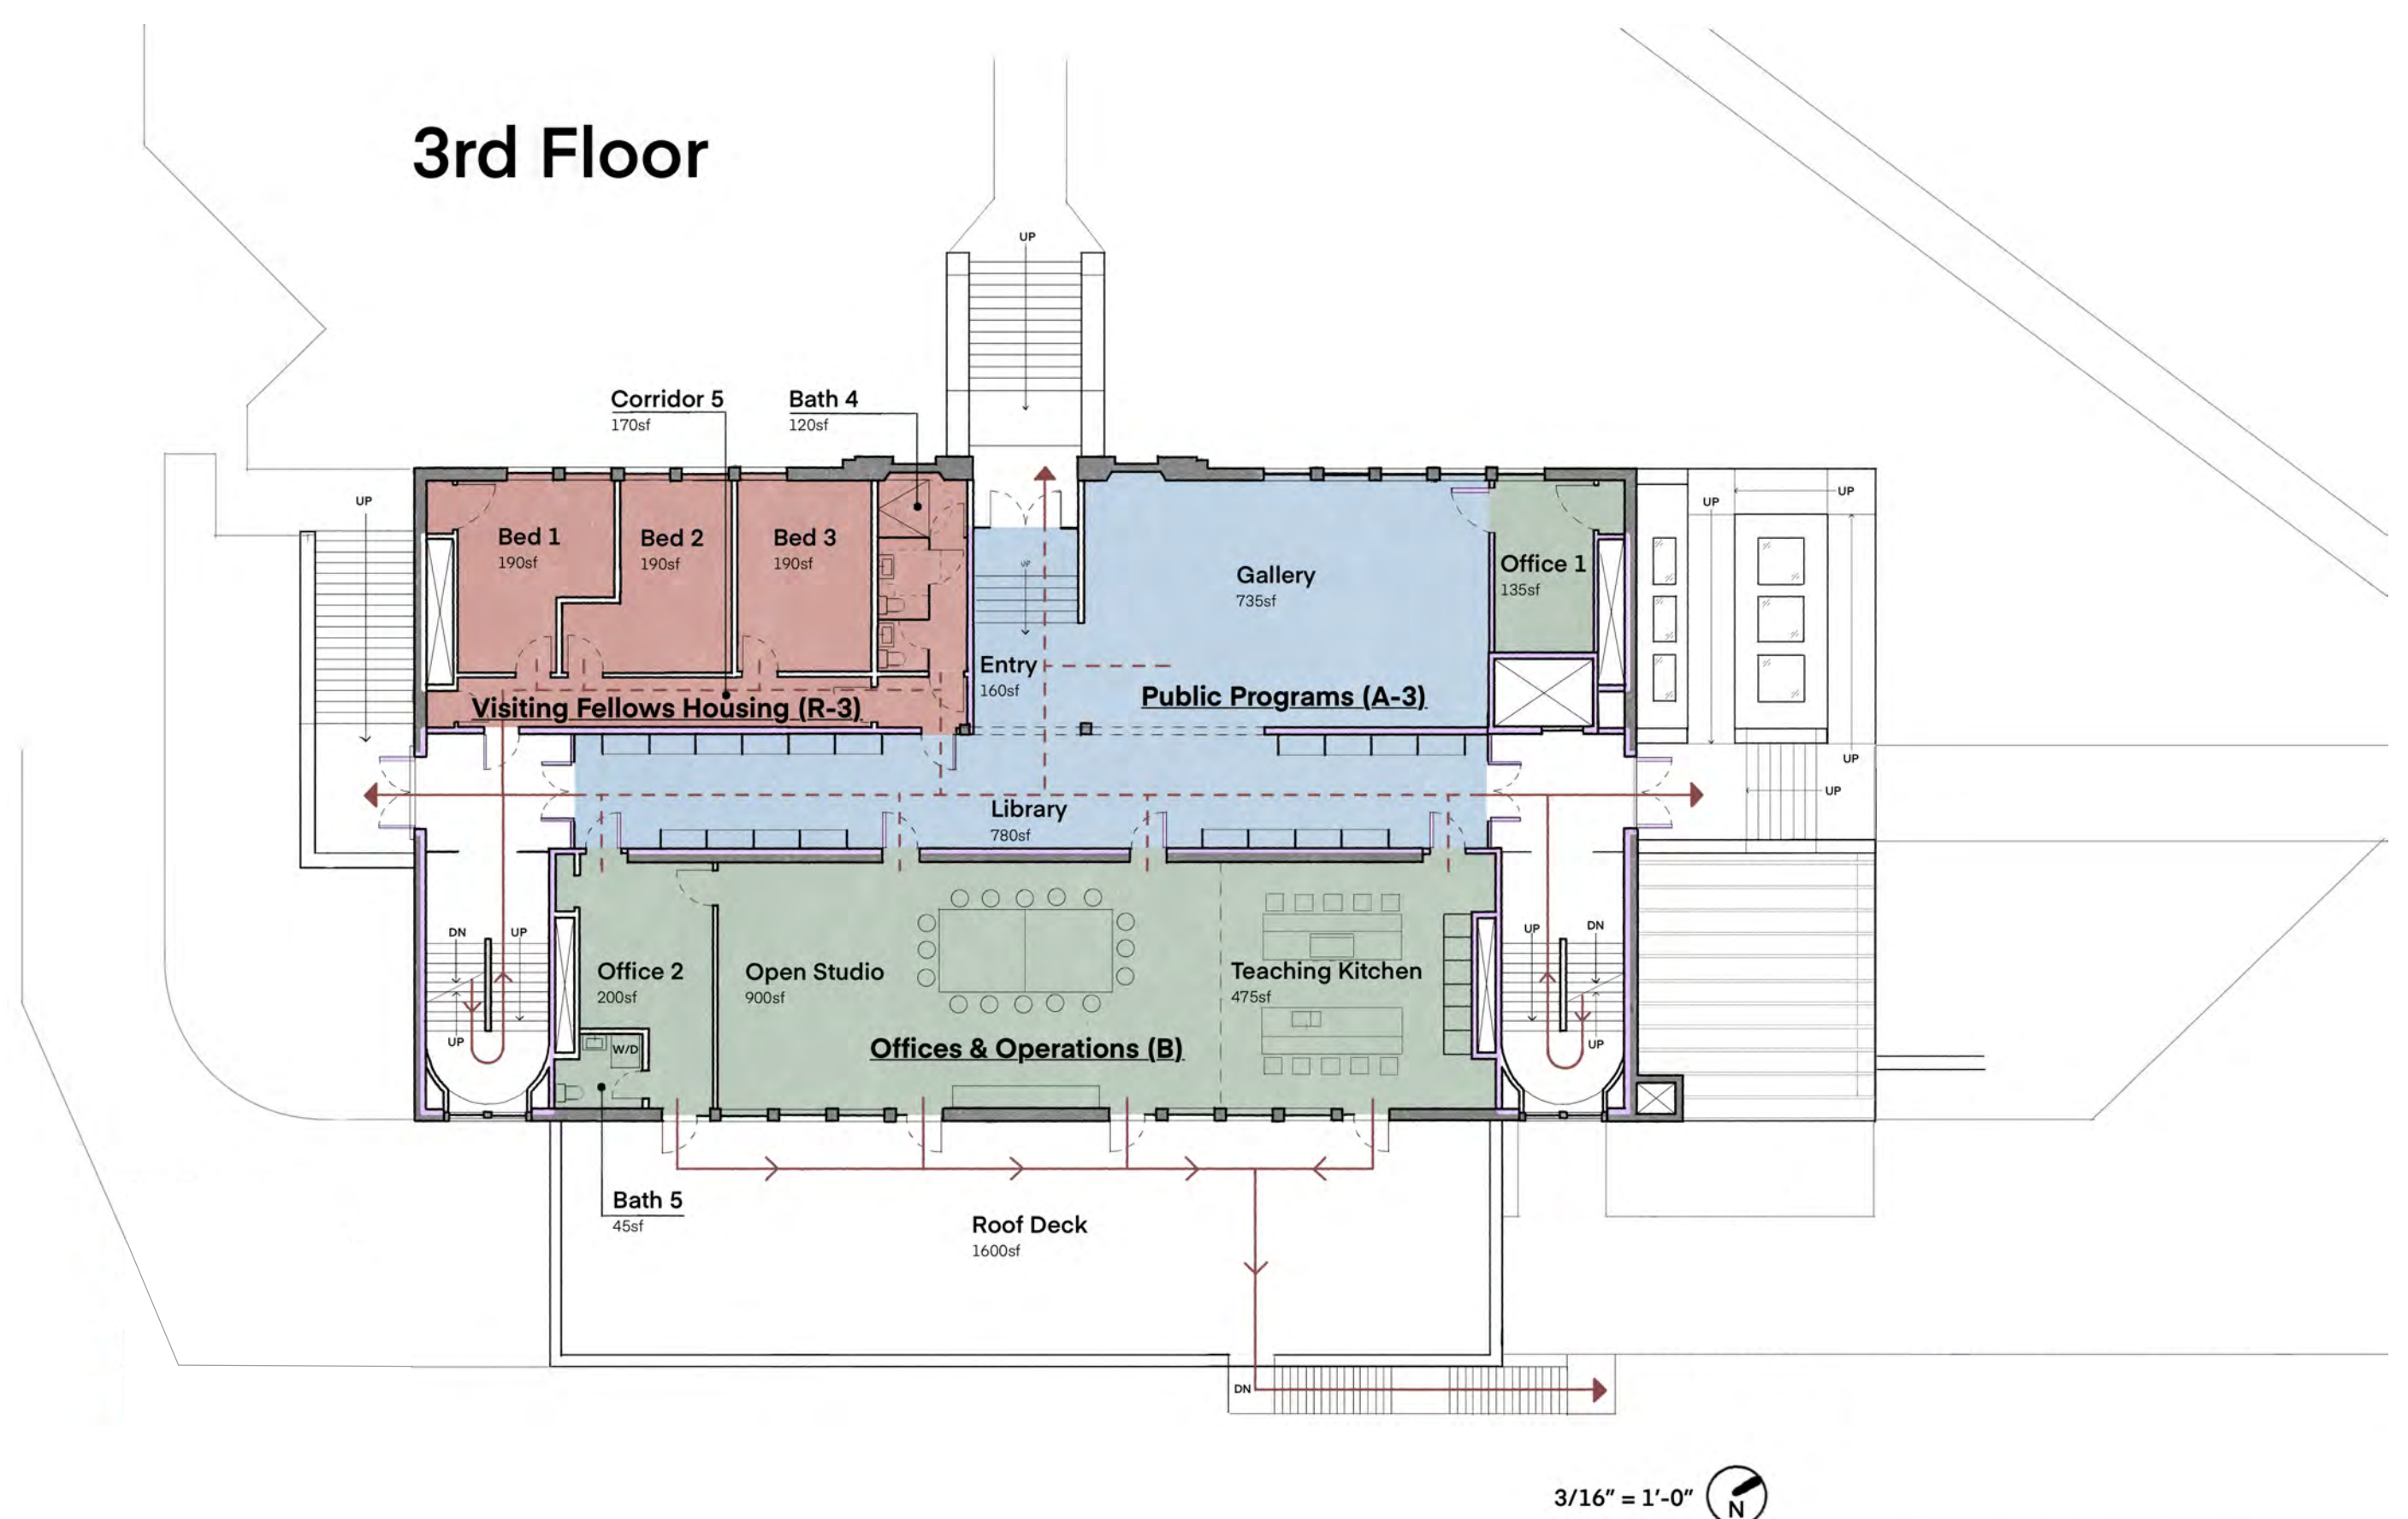 3rd Floor
UP
Corridor 5
170sf
Bath 4
120sf
UP
UP
UP
Bed 1
190sf
Bed 2
190sf
Bed 3
190sf
UP
Gallery
735sf
Office 1
135sf
Entry
160sf
Visiting Fellows Housing (R-3)
Public Programs (A-3)
UP
UP
Library
780sf
DN
UP
UP
DN
Office 2
200sf
Open Studio
900sf
Teaching Kitchen
475sf
UP
W/D
Offices & Operations (B)
UP
Bath 5
45sf
Roof Deck
1600sf
DN
3/16” = 1’-0”
N